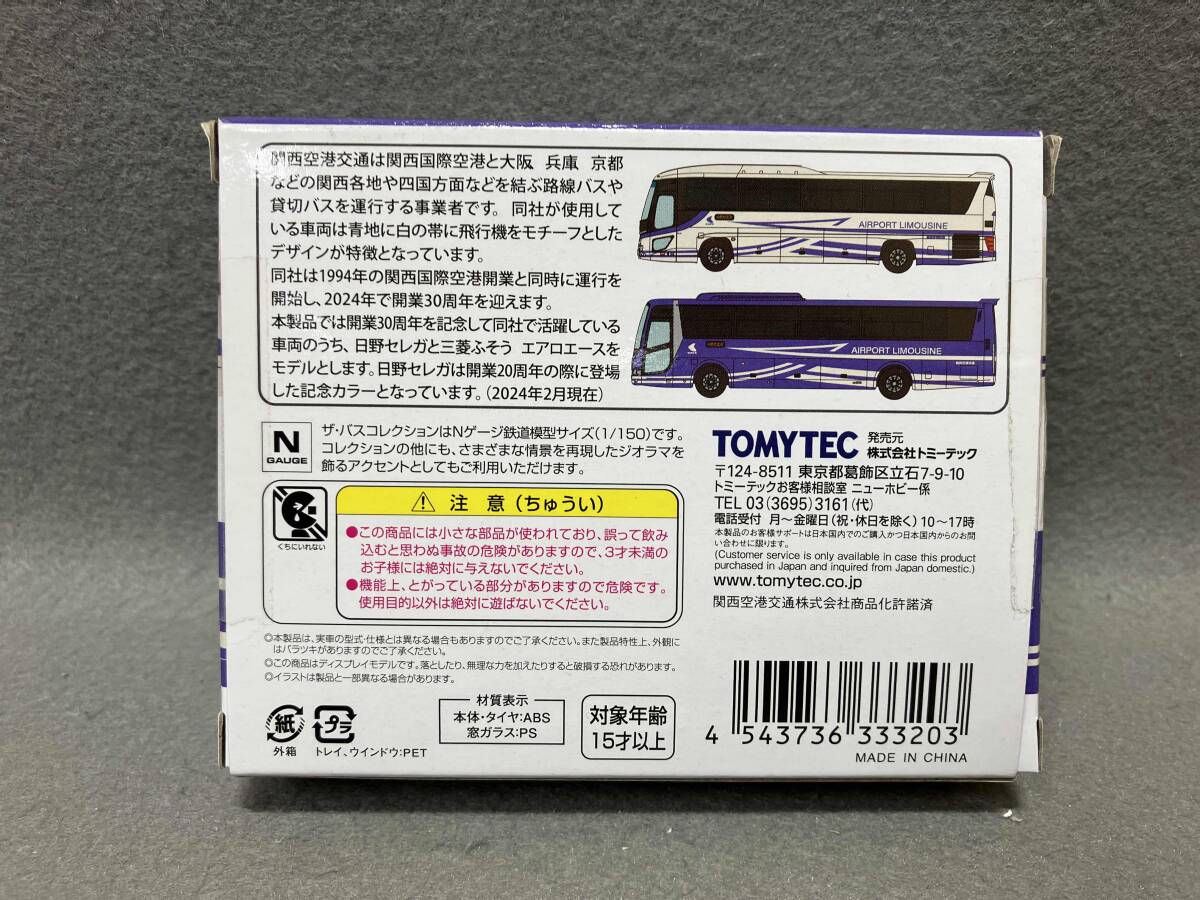 関西空港交通は関西国際空港と大阪 兵庫 京都
などの関西各地や四国方面などを結ぶ路線バスや
貸切バスを運行する事業者です。同社が使用して
いる車両は青地に白の帯に飛行機をモチーフとした
デザインが特徴となっています。
同社は1994年の関西国際空港開業と同時に運行を
開始し、2024年で開業30周年を迎えます。
本製品では開業30周年を記念して同社で活躍している
車両のうち、日野セレガと三菱ふそう エアロエースを
モデルとします。日野セレガは開業20周年の際に登場
した記念カラーとなっています。(2024年2月現在)
AIRPORT LIMOUSINE
AIRPORT LIMOUSINE
N
GAUGE
ザ・バスコレクションはNゲージ鉄道模型サイズ(1/150)です。
コレクションの他にも、さまざまな情景を再現したジオラマを
飾るアクセントとしてもご利用いただけます。
くちにいれない
注 意(ちゅうい)
●この商品には小さな部品が使われており、誤って飲み
込むと思わぬ事故の危険がありますので、3才未満の
お子様には絶対に与えないでください。
●機能上、とがっている部分がありますので危険です。
使用目的以外は絶対に遊ばないでください。
◎本製品は、実車の型式・仕様とは異なる場合もありますのでご了承ください。また製品特性上、外観に
はバラツキがありますのでご了承ください。
◎この商品はディスプレイモデルです。落としたり、無理な力を加えたりすると破損する恐れがあります。
◎イラストは製品と一部異なる場合があります。
紙
外箱
プラ
トレイ、ウインドウ:PET
材質表示
本体・タイヤ:ABS
窓ガラス:PS
対象年齢
15才以上
TOMYTEC 発売元
株式会社トミーテック
〒124-8511 東京都葛飾区立石7-9-10
トミーテックお客様相談室 ニューホビー係
TEL 03(3695)3161(代)
電話受付 月～金曜日(祝・休日を除く)10～17時
本製品のお客様サポートは日本国内でのご購入かつ日本国内からのお問
い合わせに限ります。
(Customer service is only available in case this product
purchased in Japan and inquired from Japan domestic.)
www.tomytec.co.jp
関西空港交通株式会社商品化許諾済
4 543736 333203
MADE IN CHINA